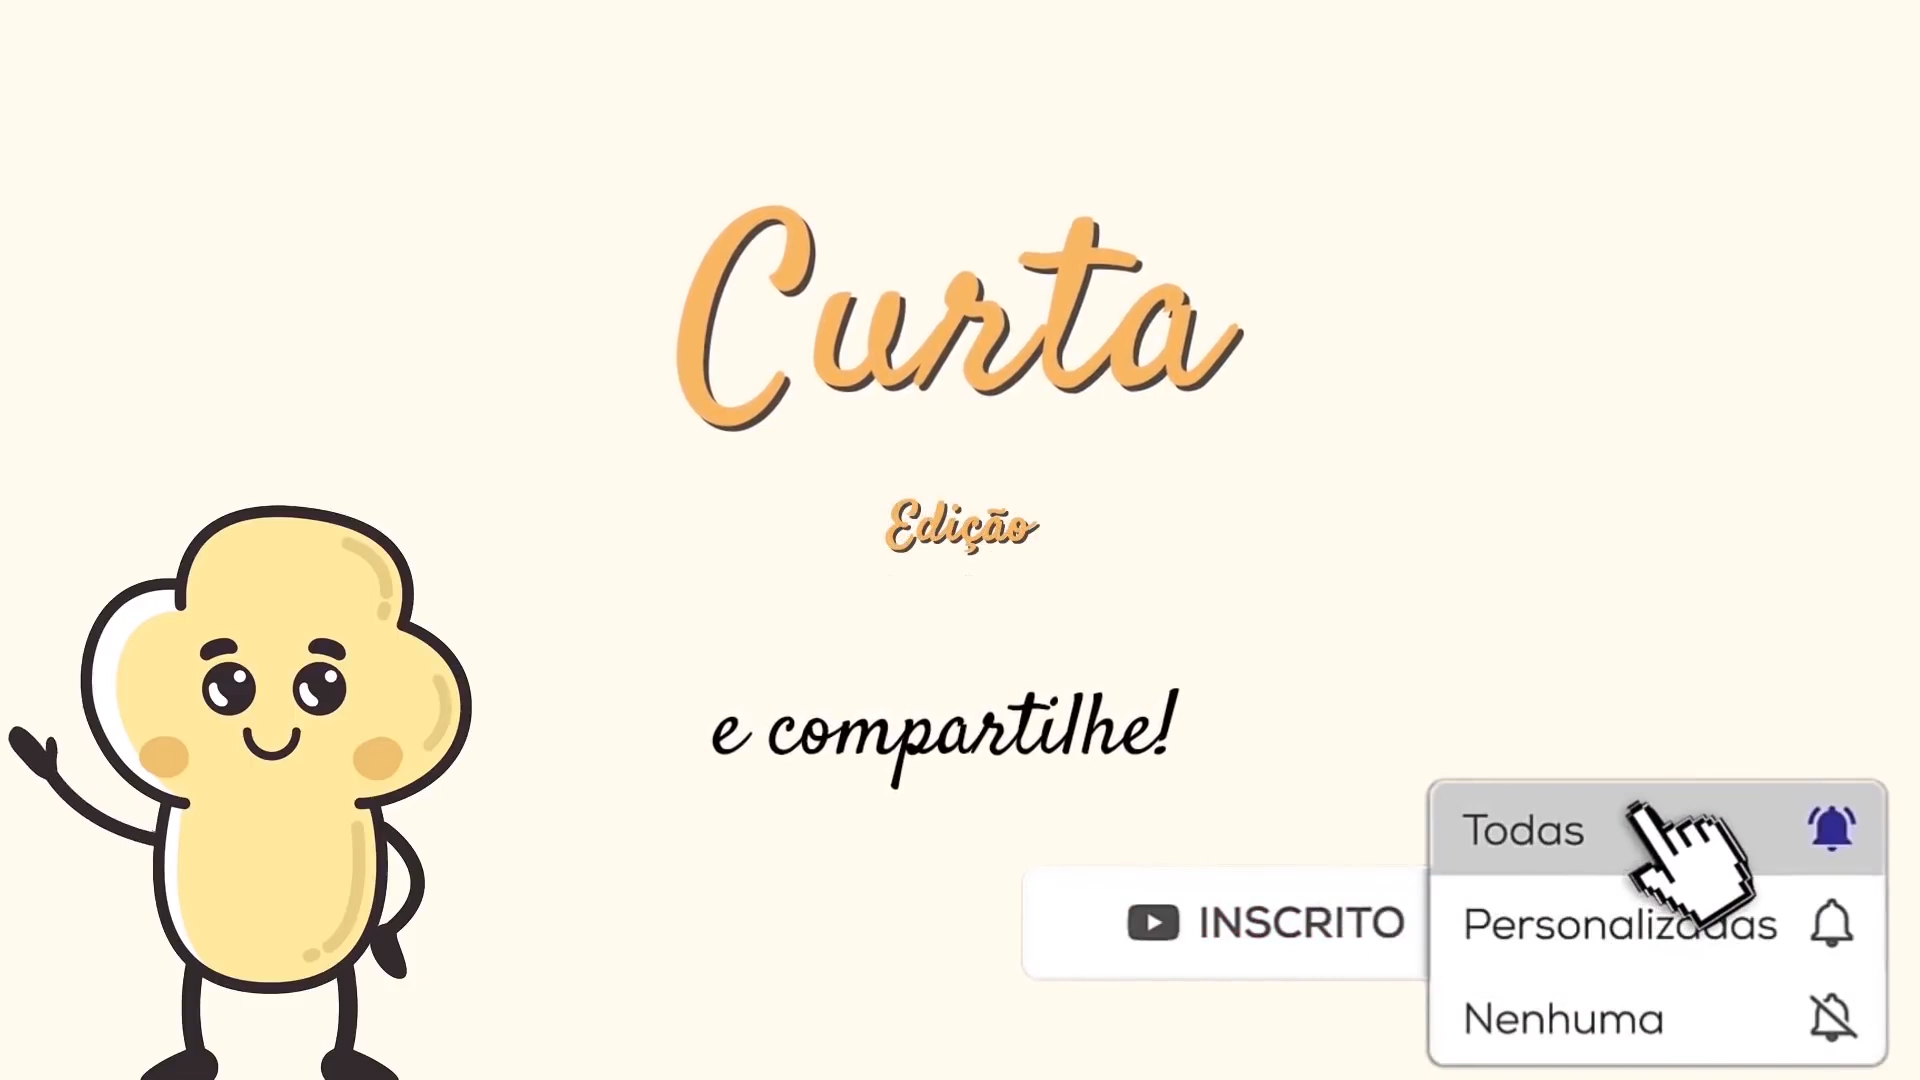 Curta
Edição
e compartilhe!
Todas
INSCRITO
Personalizadas
Nenhuma